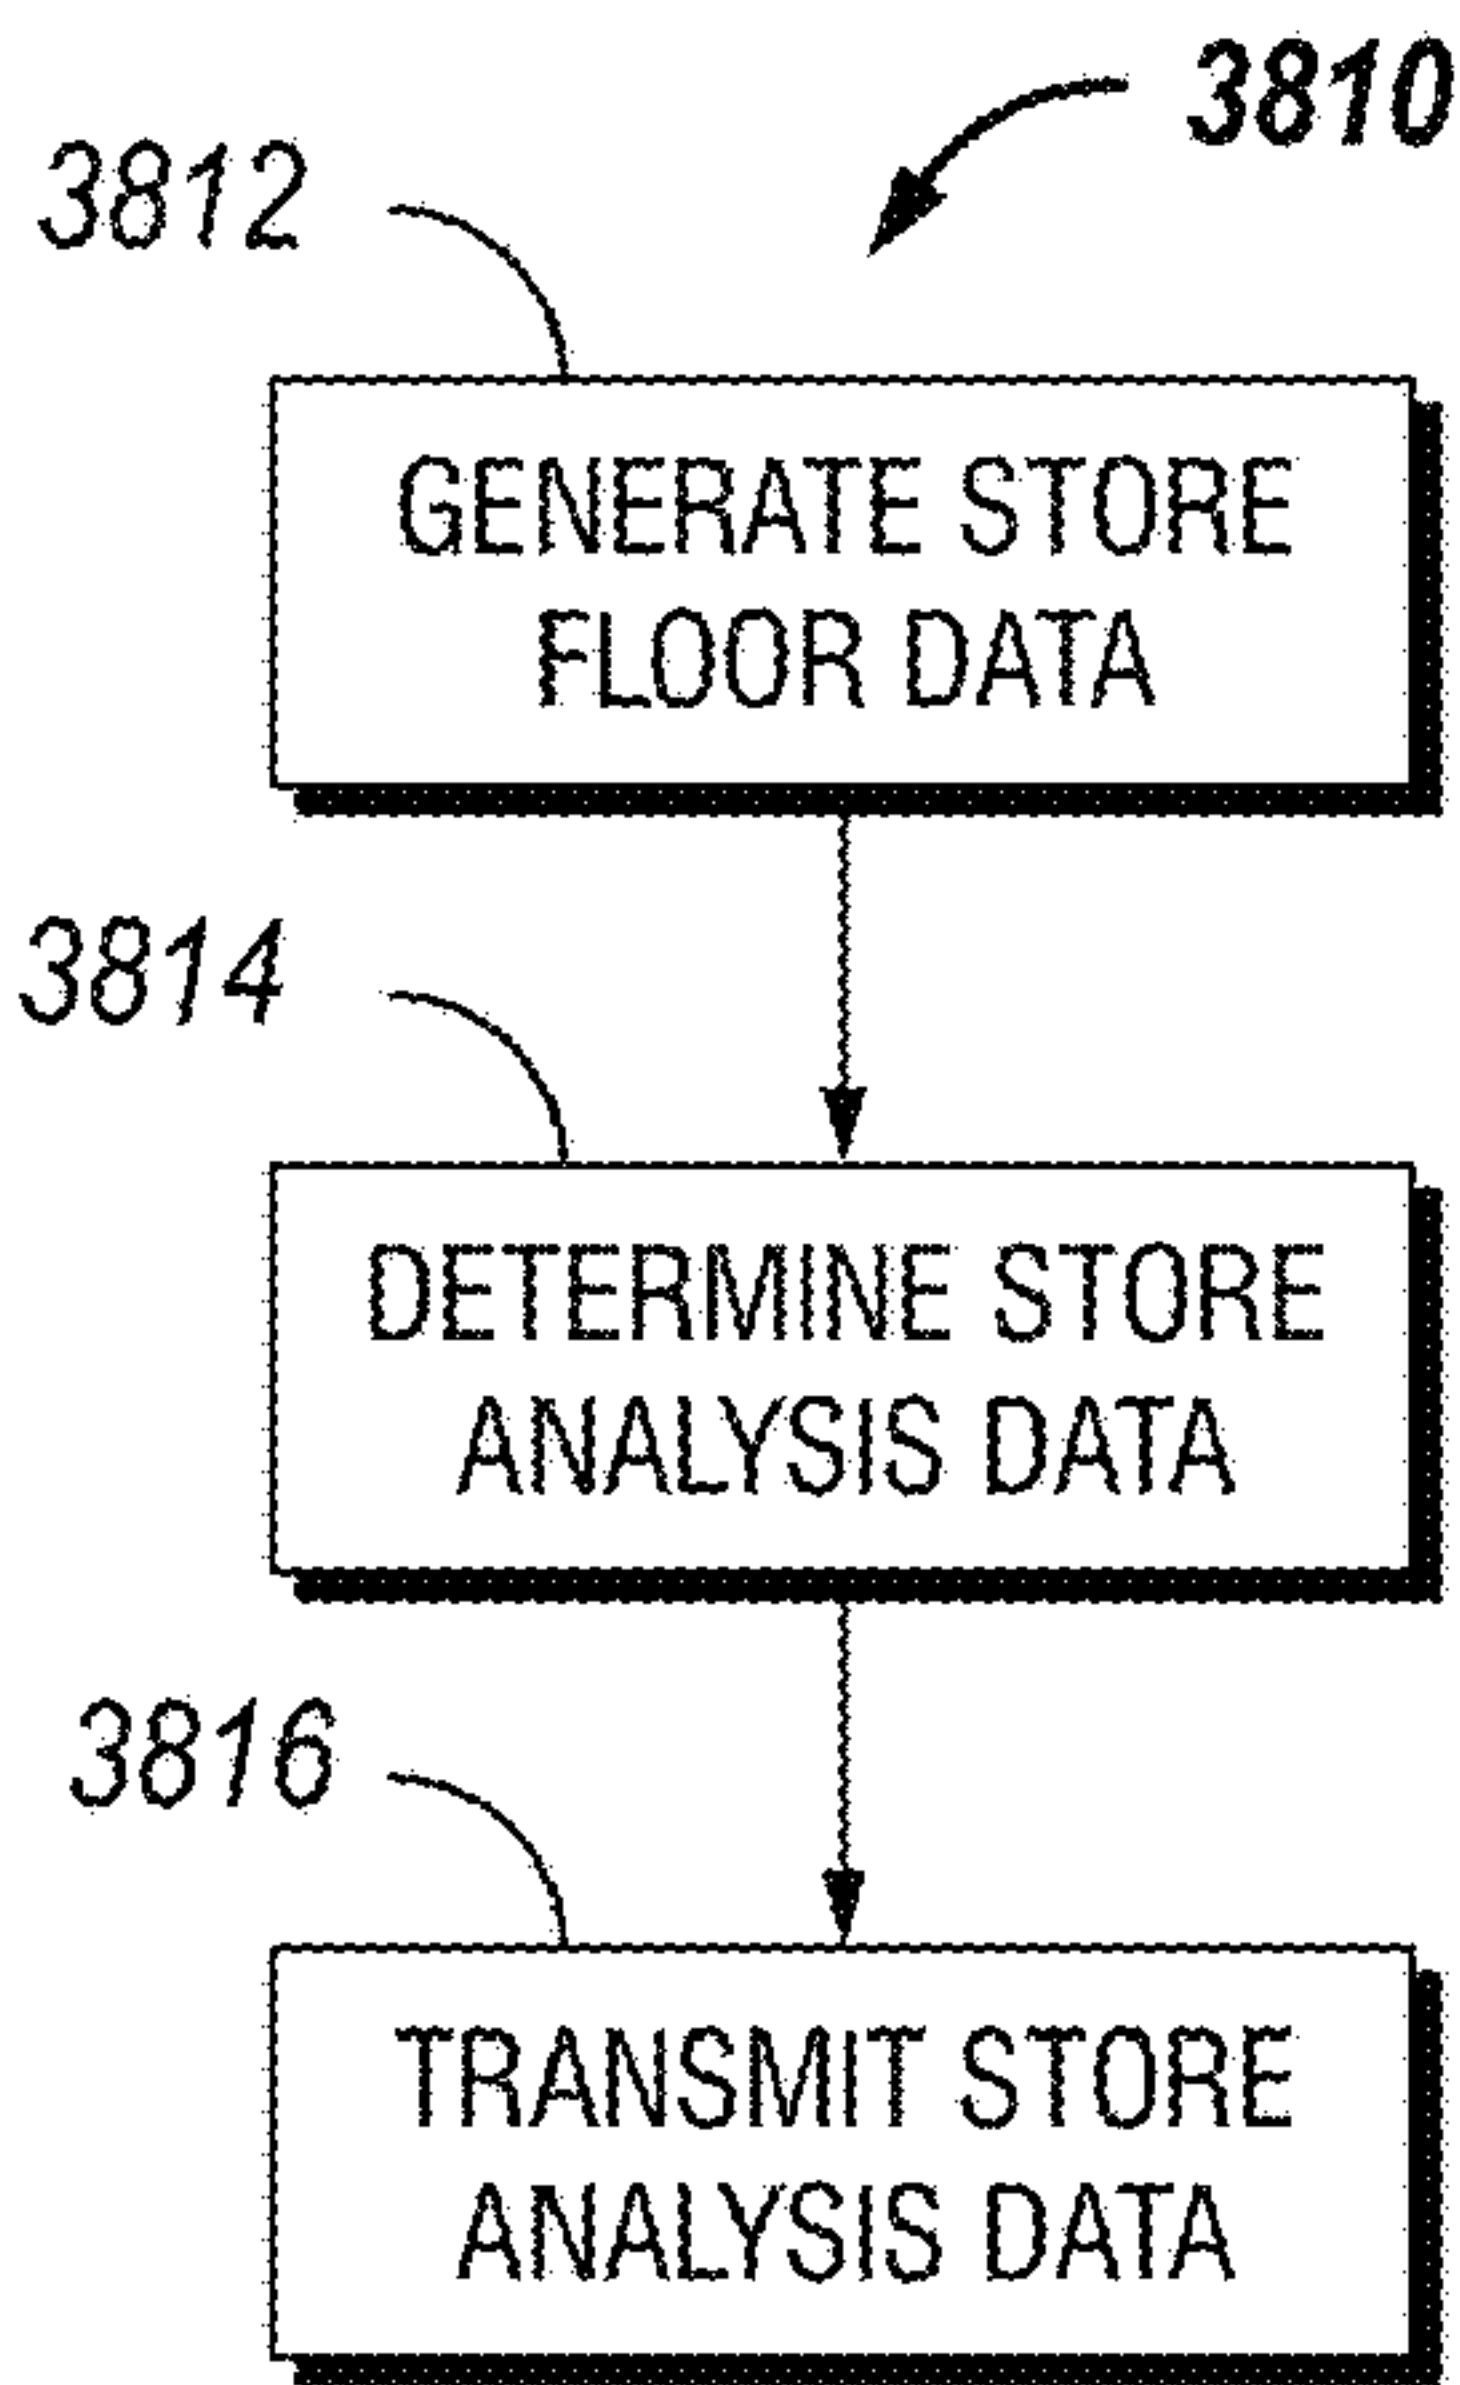 3810
3812
GENERATE STORE
FLOOR DATA
3814
DETERMINE STORE
ANALYSIS DATA
3816
TRANSMIT STORE
ANALYSIS DATA